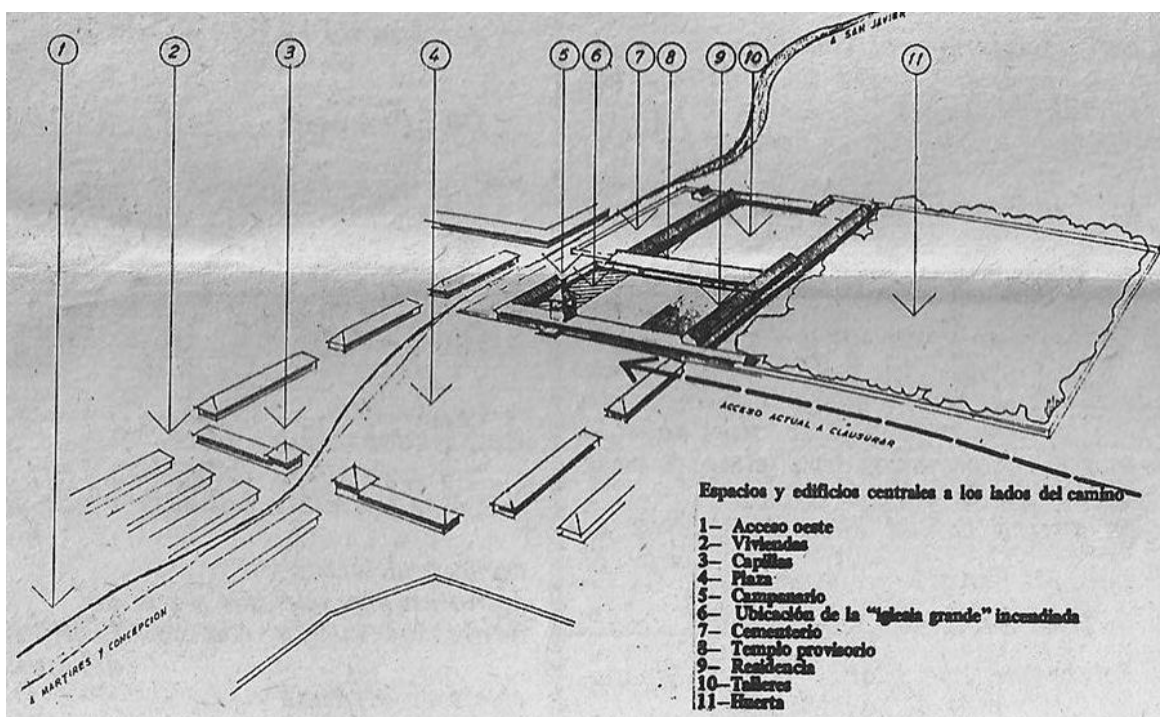 1 2 3 4 5 6 7 8 9 10 11
A SAN JAVIER
ACCESO ACTUAL A CLAUSURAR
A MARTIRES Y CONCEPCION
Espacios y edificios centrales a los lados del camino
1– Acceso oeste
2– Viviendas
3– Capillas
4– Plaza
5– Campanario
6– Ubicación de la "iglesia grande" incendiada
7– Cementerio
8– Templo provisorio
9– Residencia
10–Talleres
11–Huerta